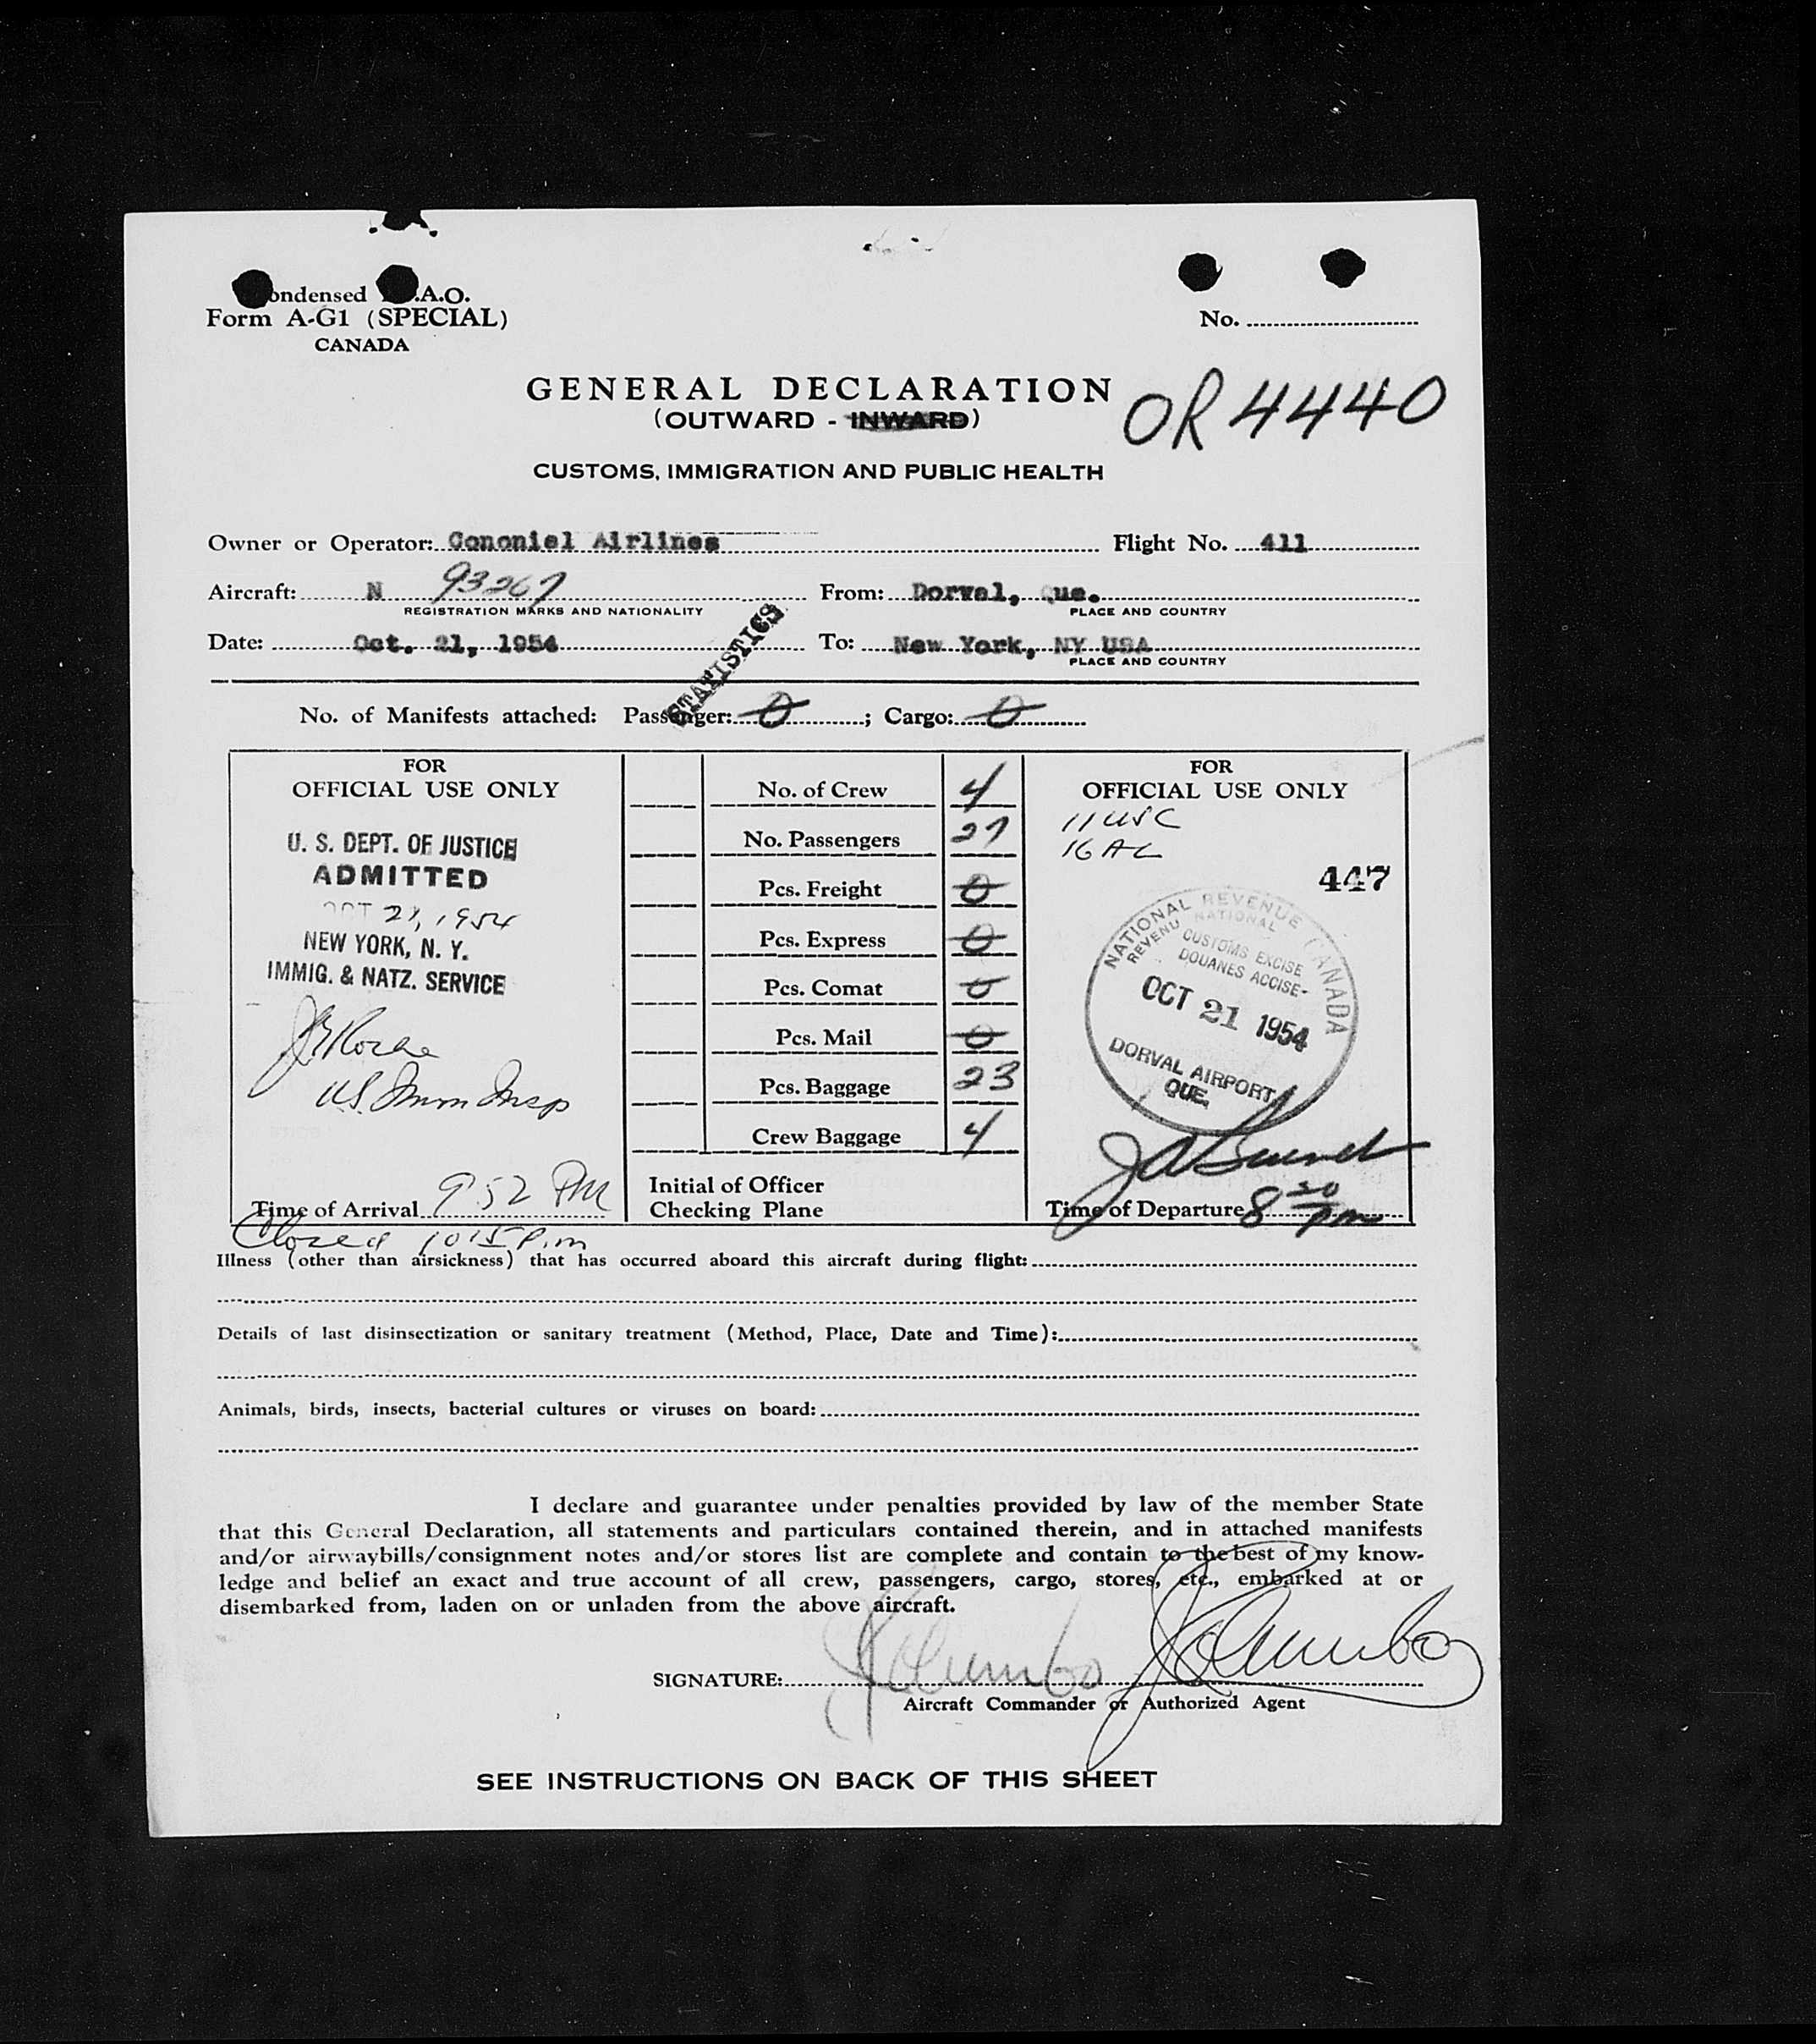 ondensed .A.O.
Form A-G1 (SPECIAL)
CANADA
No.
GENERAL DECLARATION
(OUTWARD - INWARD)
OR 4440
CUSTOMS, IMMIGRATION AND PUBLIC HEALTH
Owner or Operator: Cononiel Airlines Flight No. 411
Aircraft: N 93267 From: Dorval, Que.
REGISTRATION MARKS AND NATIONALITY PLACE AND COUNTRY
Date: Oct. 21, 1954 To: New York, NY USA
PLACE AND COUNTRY
STATISTICS
No. of Manifests attached: Passenger: 0 ; Cargo: 0
FOR
OFFICIAL USE ONLY
U. S. DEPT. OF JUSTICE
ADMITTED
OCT 21, 1954
NEW YORK, N. Y.
IMMIG. & NATZ. SERVICE
US Imm Insp
Time of Arrival 9 52 PM
Closed 10 15 P.m
No. of Crew 4
No. Passengers 27
Pcs. Freight 0
Pcs. Express 0
Pcs. Comat 0
Pcs. Mail 0
Pcs. Baggage 23
Crew Baggage 4
Initial of Officer
Checking Plane
FOR
OFFICIAL USE ONLY
11 USC
16 AL
447
NATIONAL REVENUE CANADA
REVENU NATIONAL
CUSTOMS EXCISE
DOUANES ACCISE-
OCT 21 1954
DORVAL AIRPORT
QUE.
Time of Departure 8 30 pm
Illness (other than airsickness) that has occurred aboard this aircraft during flight:
Details of last disinsectization or sanitary treatment (Method, Place, Date and Time):
Animals, birds, insects, bacterial cultures or viruses on board:
I declare and guarantee under penalties provided by law of the member State
that this General Declaration, all statements and particulars contained therein, and in attached manifests
and/or airwaybills/consignment notes and/or stores list are complete and contain to the best of my know-
ledge and belief an exact and true account of all crew, passengers, cargo, stores, etc., embarked at or
disembarked from, laden on or unladen from the above aircraft.
SIGNATURE:
Aircraft Commander or Authorized Agent
SEE INSTRUCTIONS ON BACK OF THIS SHEET